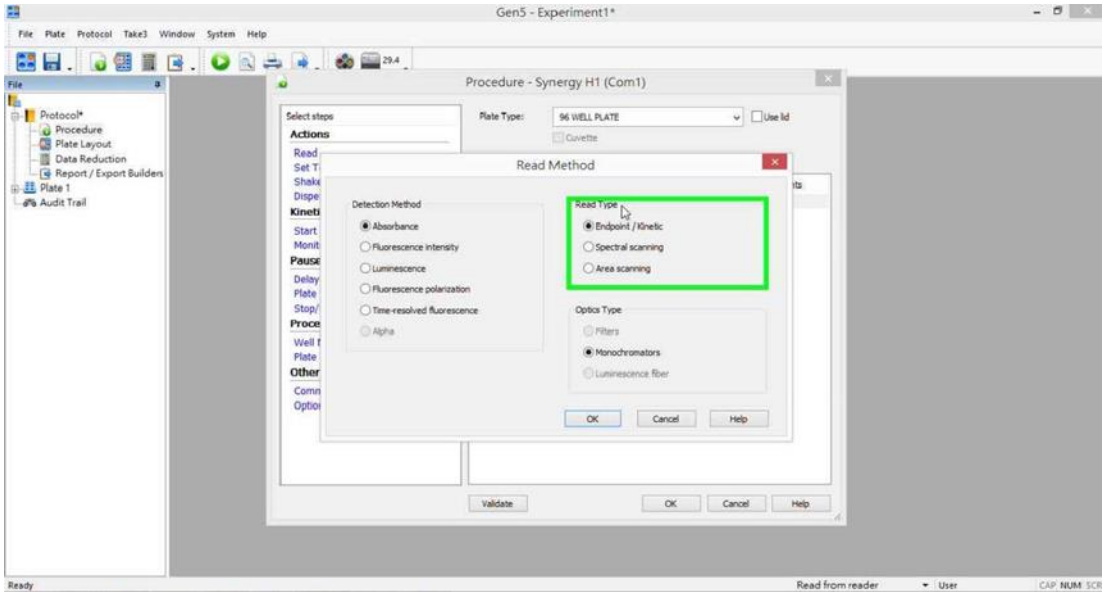 Gen5 - Experiment1*
File Plate Protocol Take3 Window System Help
29.4
File
Protocol*
Procedure
Plate Layout
Data Reduction
Report / Export Builders
Plate 1
Audit Trail
Procedure - Synergy H1 (Com1)
Select steps
Actions
Read
Set T
Shake
Dispe
Kineti
Start
Monit
Pause
Delay
Plate
Stop/
Proce
Well
Plate
Other
Comm
Option
Plate Type: 96 WELL PLATE Use lid
Cuvette
ts
Read Method
Detection Method
Absorbance
Fluorescence intensity
Luminescence
Fluorescence polarization
Time-resolved fluorescence
Alpha
Read Type
Endpoint / Kinetic
Spectral scanning
Area scanning
Optics Type
Filters
Monochromators
Luminescence fiber
OK Cancel Help
Validate OK Cancel Help
Ready Read from reader User CAP NUM SCR